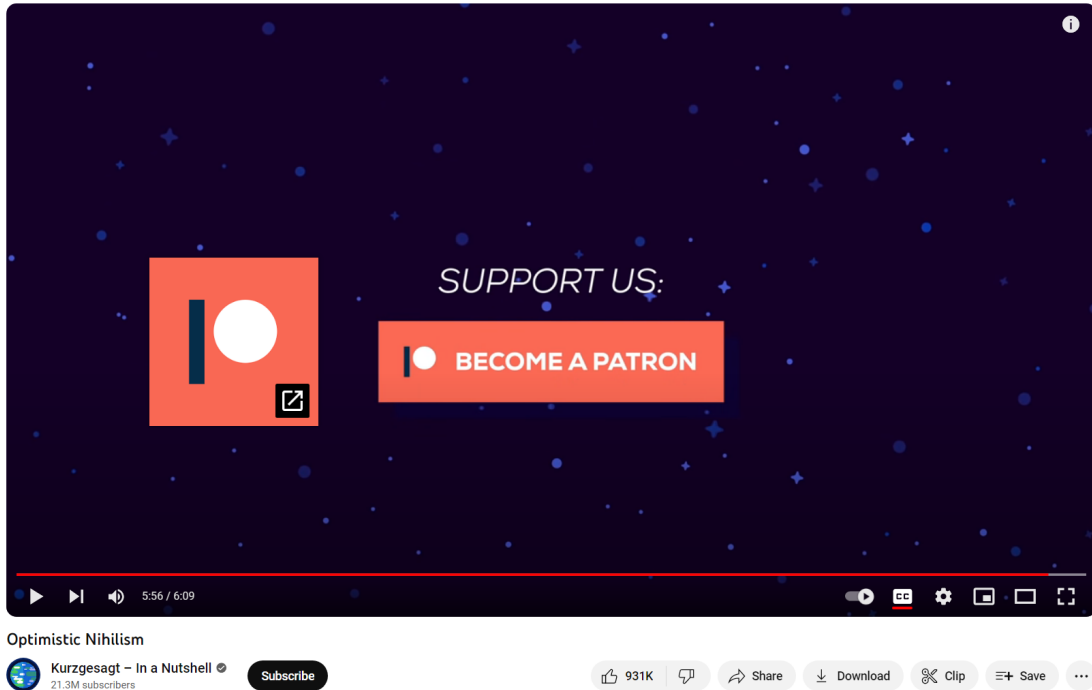 SUPPORT US:
BECOME A PATRON
5:56 / 6:09
CC
Optimistic Nihilism
Kurzgesagt – In a Nutshell
21.3M subscribers
Subscribe
931K
Share
Download
Clip
Save